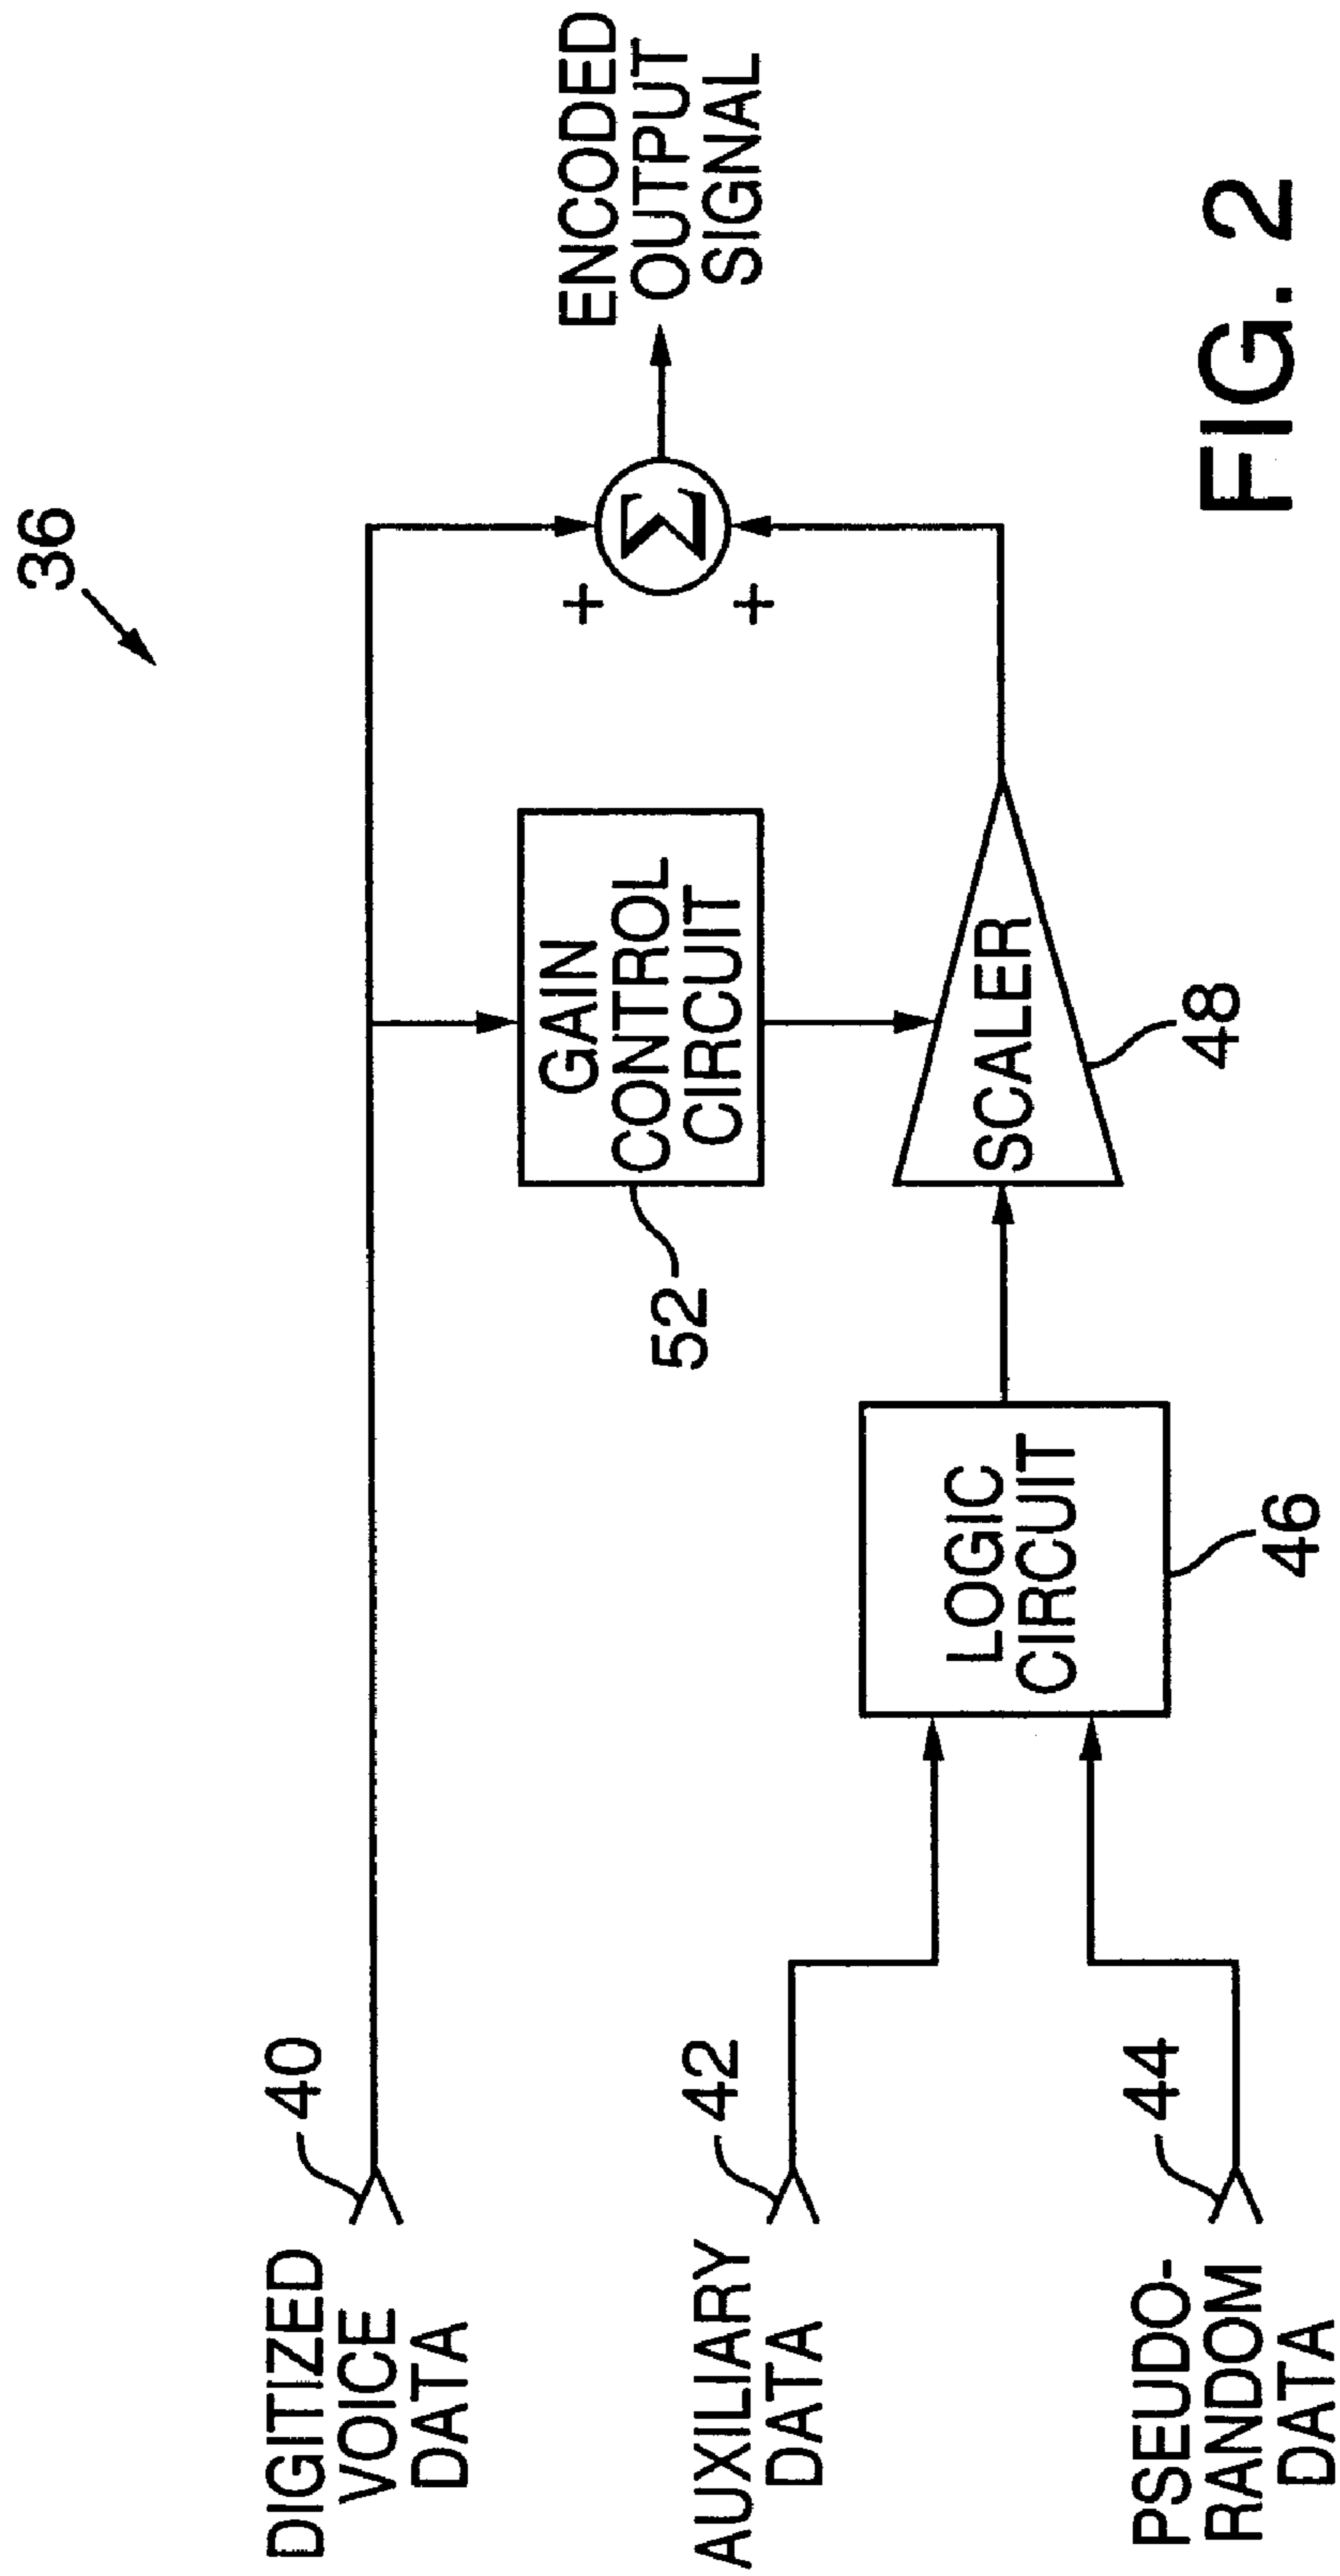 36
DIGITIZED
VOICE
DATA
40
GAIN
CONTROL
CIRCUIT
52
+
Σ
+
ENCODED
OUTPUT
SIGNAL
AUXILIARY
DATA
42
LOGIC
CIRCUIT
46
SCALER
48
PSEUDO-
RANDOM
DATA
44
FIG. 2